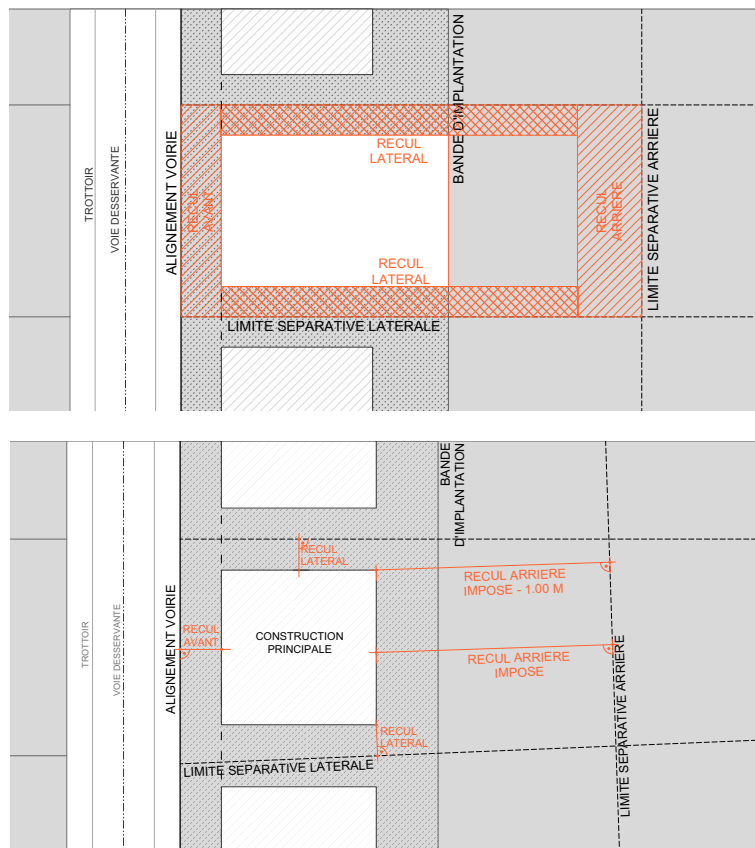 TROTTOIR
VOIE DESSERVANTE
ALIGNEMENT VOIRIE
RECUL
AVANT
RECUL
LATERAL
RECUL
LATERAL
BANDE D'IMPLANTATION
RECUL
ARRIERE
LIMITE SEPARATIVE ARRIERE
LIMITE SEPARATIVE LATERALE
TROTTOIR
VOIE DESSERVANTE
ALIGNEMENT VOIRIE
RECUL
AVANT
RECUL
LATERAL
CONSTRUCTION
PRINCIPALE
BANDE
D'IMPLANTATION
RECUL ARRIERE
IMPOSE - 1.00 M
RECUL ARRIERE
IMPOSE
RECUL
LATERAL
LIMITE SEPARATIVE LATERALE
LIMITE SEPARATIVE ARRIERE